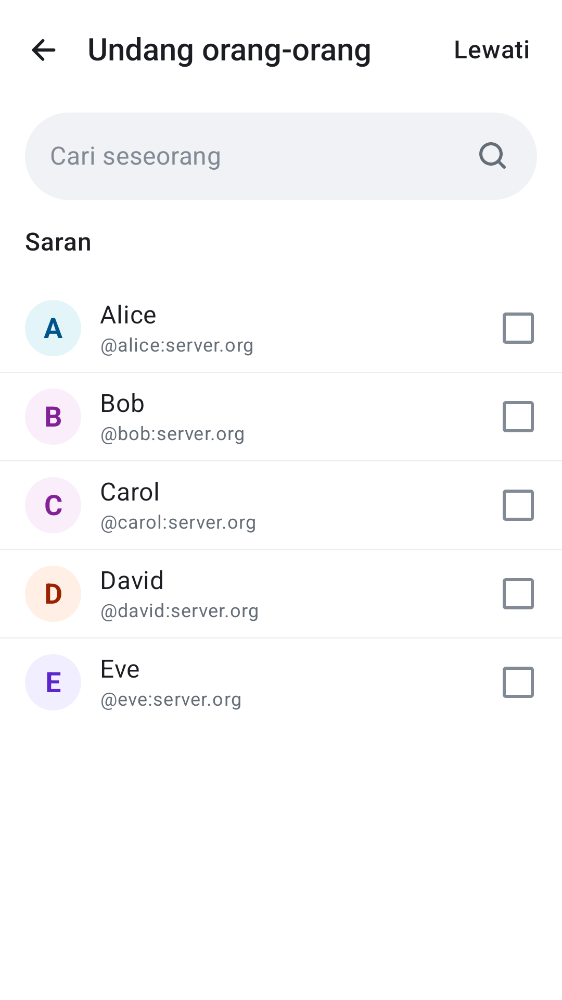 Undang orang-orang
Lewati
Cari seseorang
Saran
A
Alice
@alice:server.org
B
Bob
@bob:server.org
C
Carol
@carol:server.org
D
David
@david:server.org
E
Eve
@eve:server.org